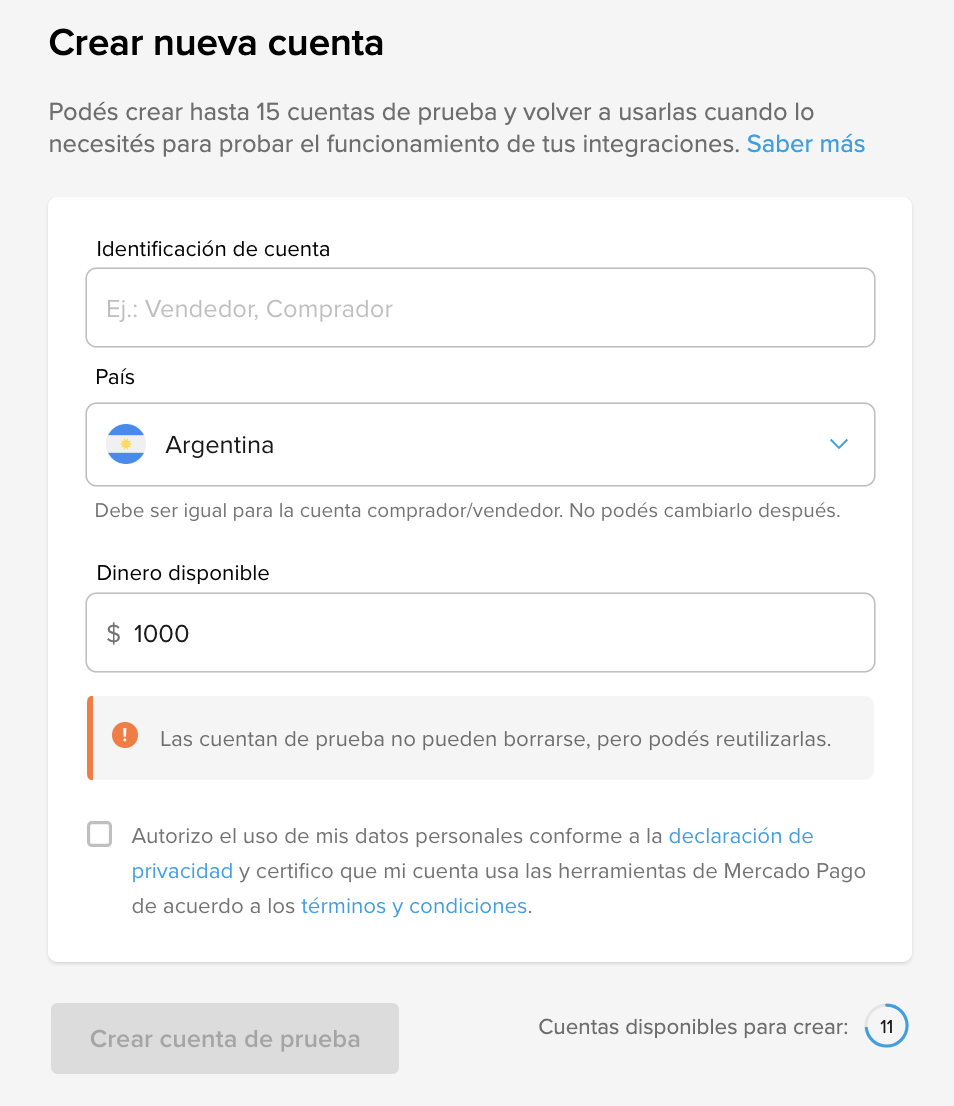 Crear nueva cuenta
Podés crear hasta 15 cuentas de prueba y volver a usarlas cuando lo
necesités para probar el funcionamiento de tus integraciones. Saber más
Identificación de cuenta
Ej.: Vendedor, Comprador
País
Argentina
Debe ser igual para la cuenta comprador/vendedor. No podés cambiarlo después.
Dinero disponible
$ 1000
! Las cuentan de prueba no pueden borrarse, pero podés reutilizarlas.
Autorizo el uso de mis datos personales conforme a la declaración de
privacidad y certifico que mi cuenta usa las herramientas de Mercado Pago
de acuerdo a los términos y condiciones.
Crear cuenta de prueba
Cuentas disponibles para crear: 11